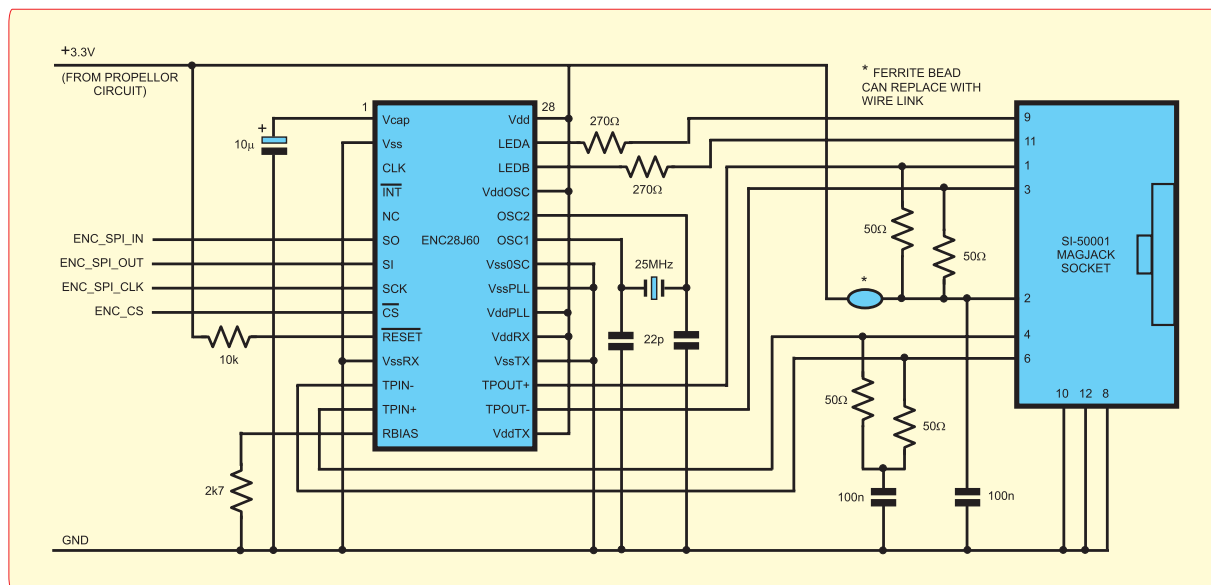 +3.3V
(FROM PROPELLOR
CIRCUIT)
* FERRITE BEAD
CAN REPLACE WITH
WIRE LINK
1
28
Vcap
Vss
CLK
INT
NC
SO
SI
SCK
CS
RESET
VssRX
TPIN-
TPIN+
RBIAS
ENC28J60
Vdd
LEDA
LEDB
VddOSC
OSC2
OSC1
Vss0SC
VssPLL
VddPLL
VddRX
VssTX
TPOUT+
TPOUT-
VddTX
+
10µ
ENC_SPI_IN
ENC_SPI_OUT
ENC_SPI_CLK
ENC_CS
10k
2k7
270Ω
270Ω
25MHz
22p
50Ω
50Ω
*
50Ω
50Ω
100n
100n
9
11
1
3
2
4
6
10
12
8
SI-50001
MAGJACK
SOCKET
GND